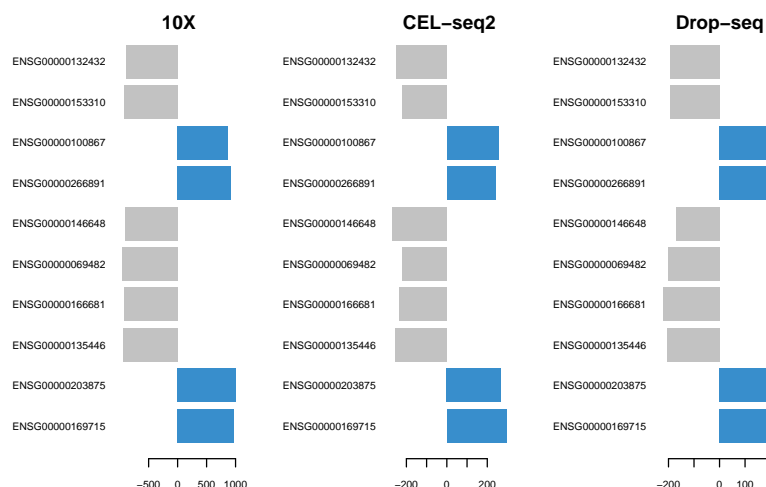 10X CEL−seq2 Drop−seq
ENSG00000132432 ENSG00000132432 ENSG00000132432
ENSG00000153310 ENSG00000153310 ENSG00000153310
ENSG00000100867 ENSG00000100867 ENSG00000100867
ENSG00000266891 ENSG00000266891 ENSG00000266891
ENSG00000146648 ENSG00000146648 ENSG00000146648
ENSG00000069482 ENSG00000069482 ENSG00000069482
ENSG00000166681 ENSG00000166681 ENSG00000166681
ENSG00000135446 ENSG00000135446 ENSG00000135446
ENSG00000203875 ENSG00000203875 ENSG00000203875
ENSG00000169715 ENSG00000169715 ENSG00000169715
−500 0 500 1000 −200 0 200 −200 0 100